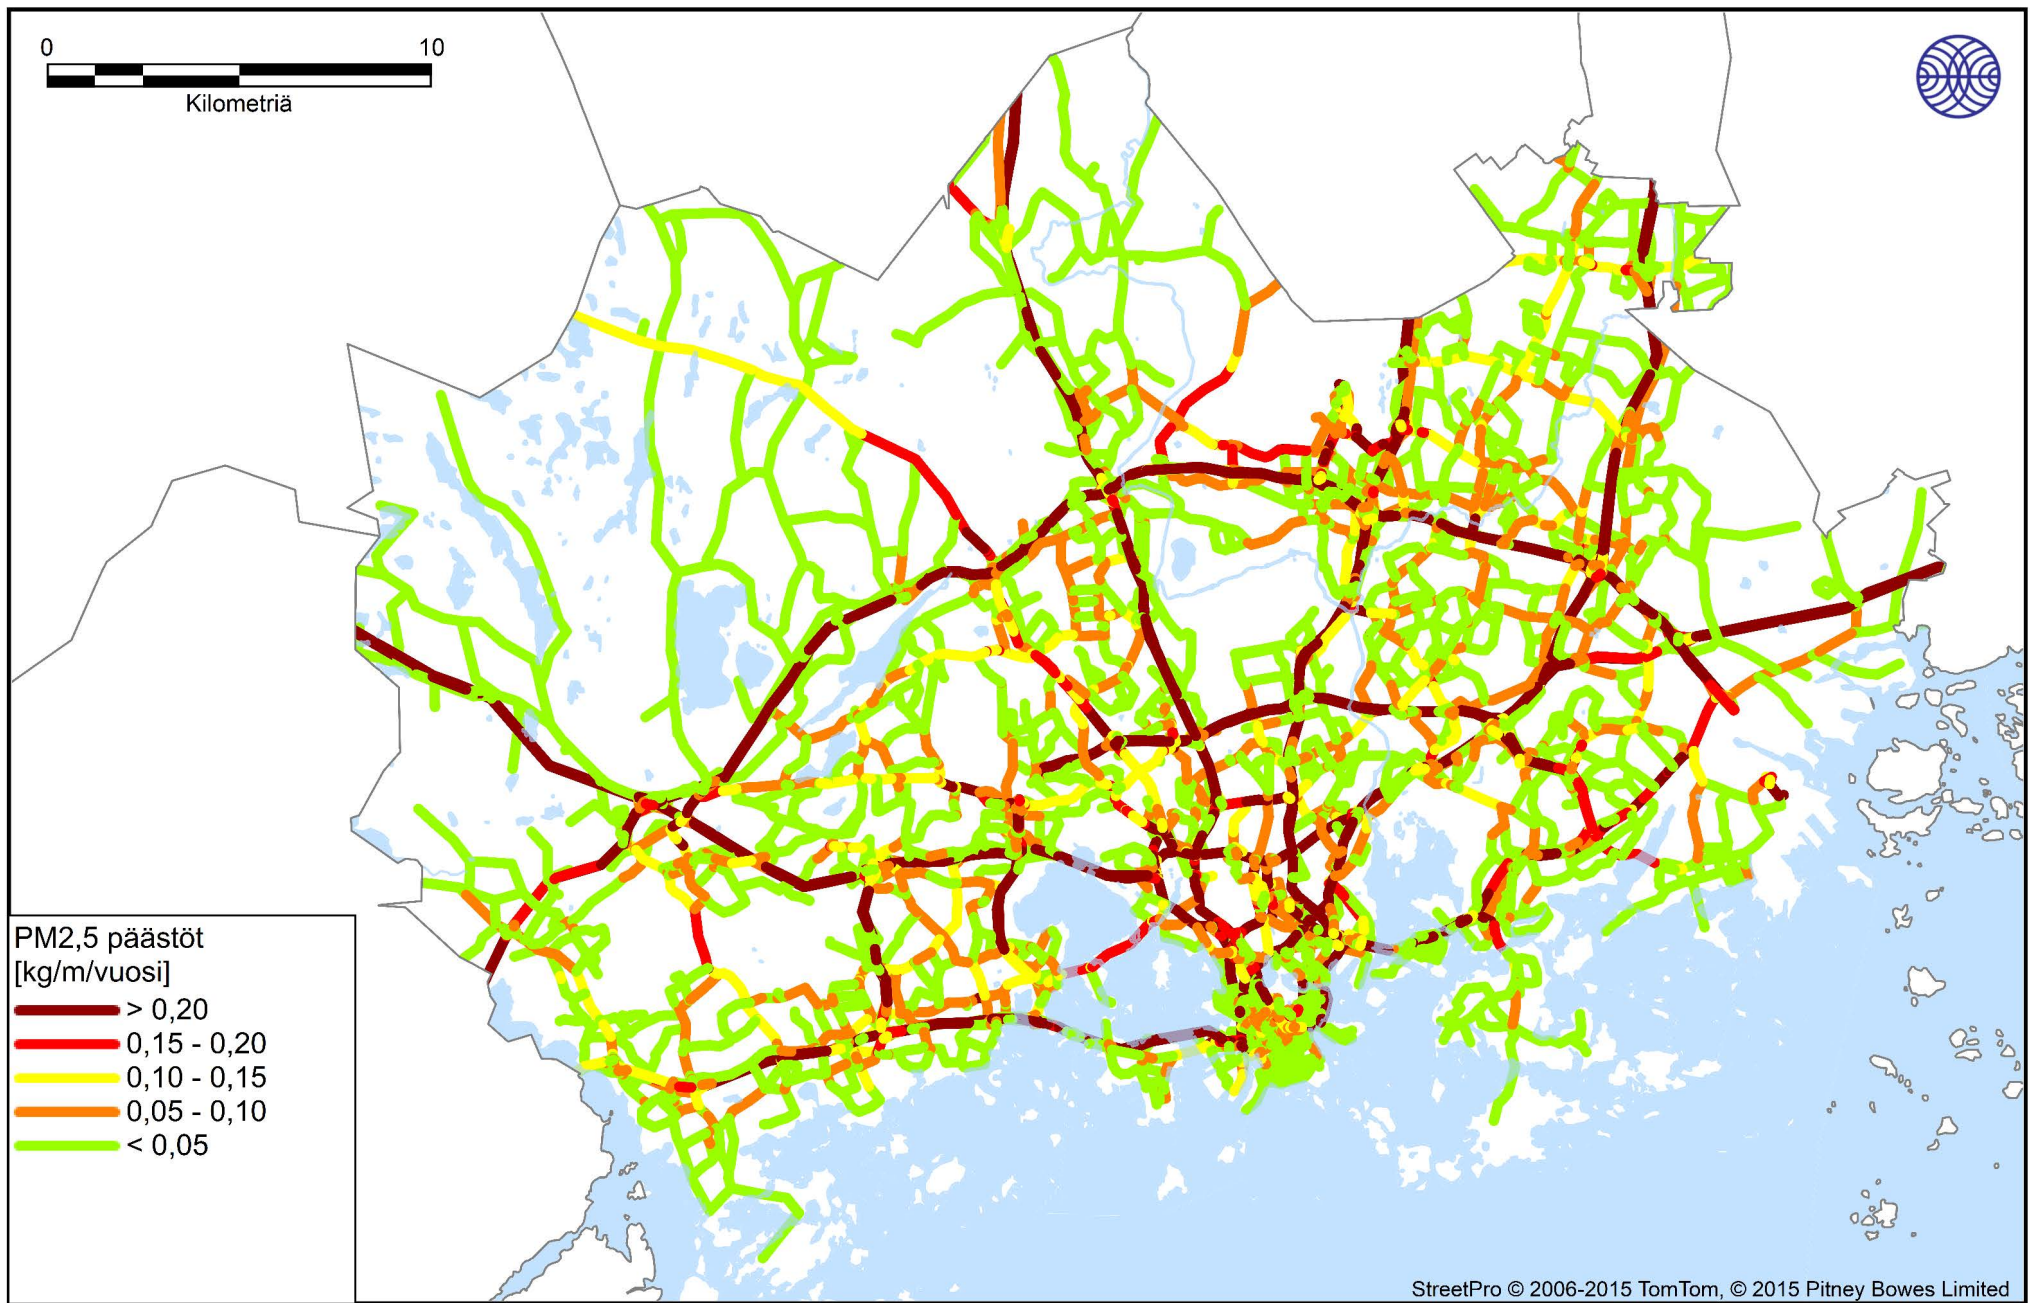 0 10
Kilometriä
PM2,5 päästöt
[kg/m/vuosi]
> 0,20
0,15 - 0,20
0,10 - 0,15
0,05 - 0,10
< 0,05
StreetPro © 2006-2015 TomTom, © 2015 Pitney Bowes Limited